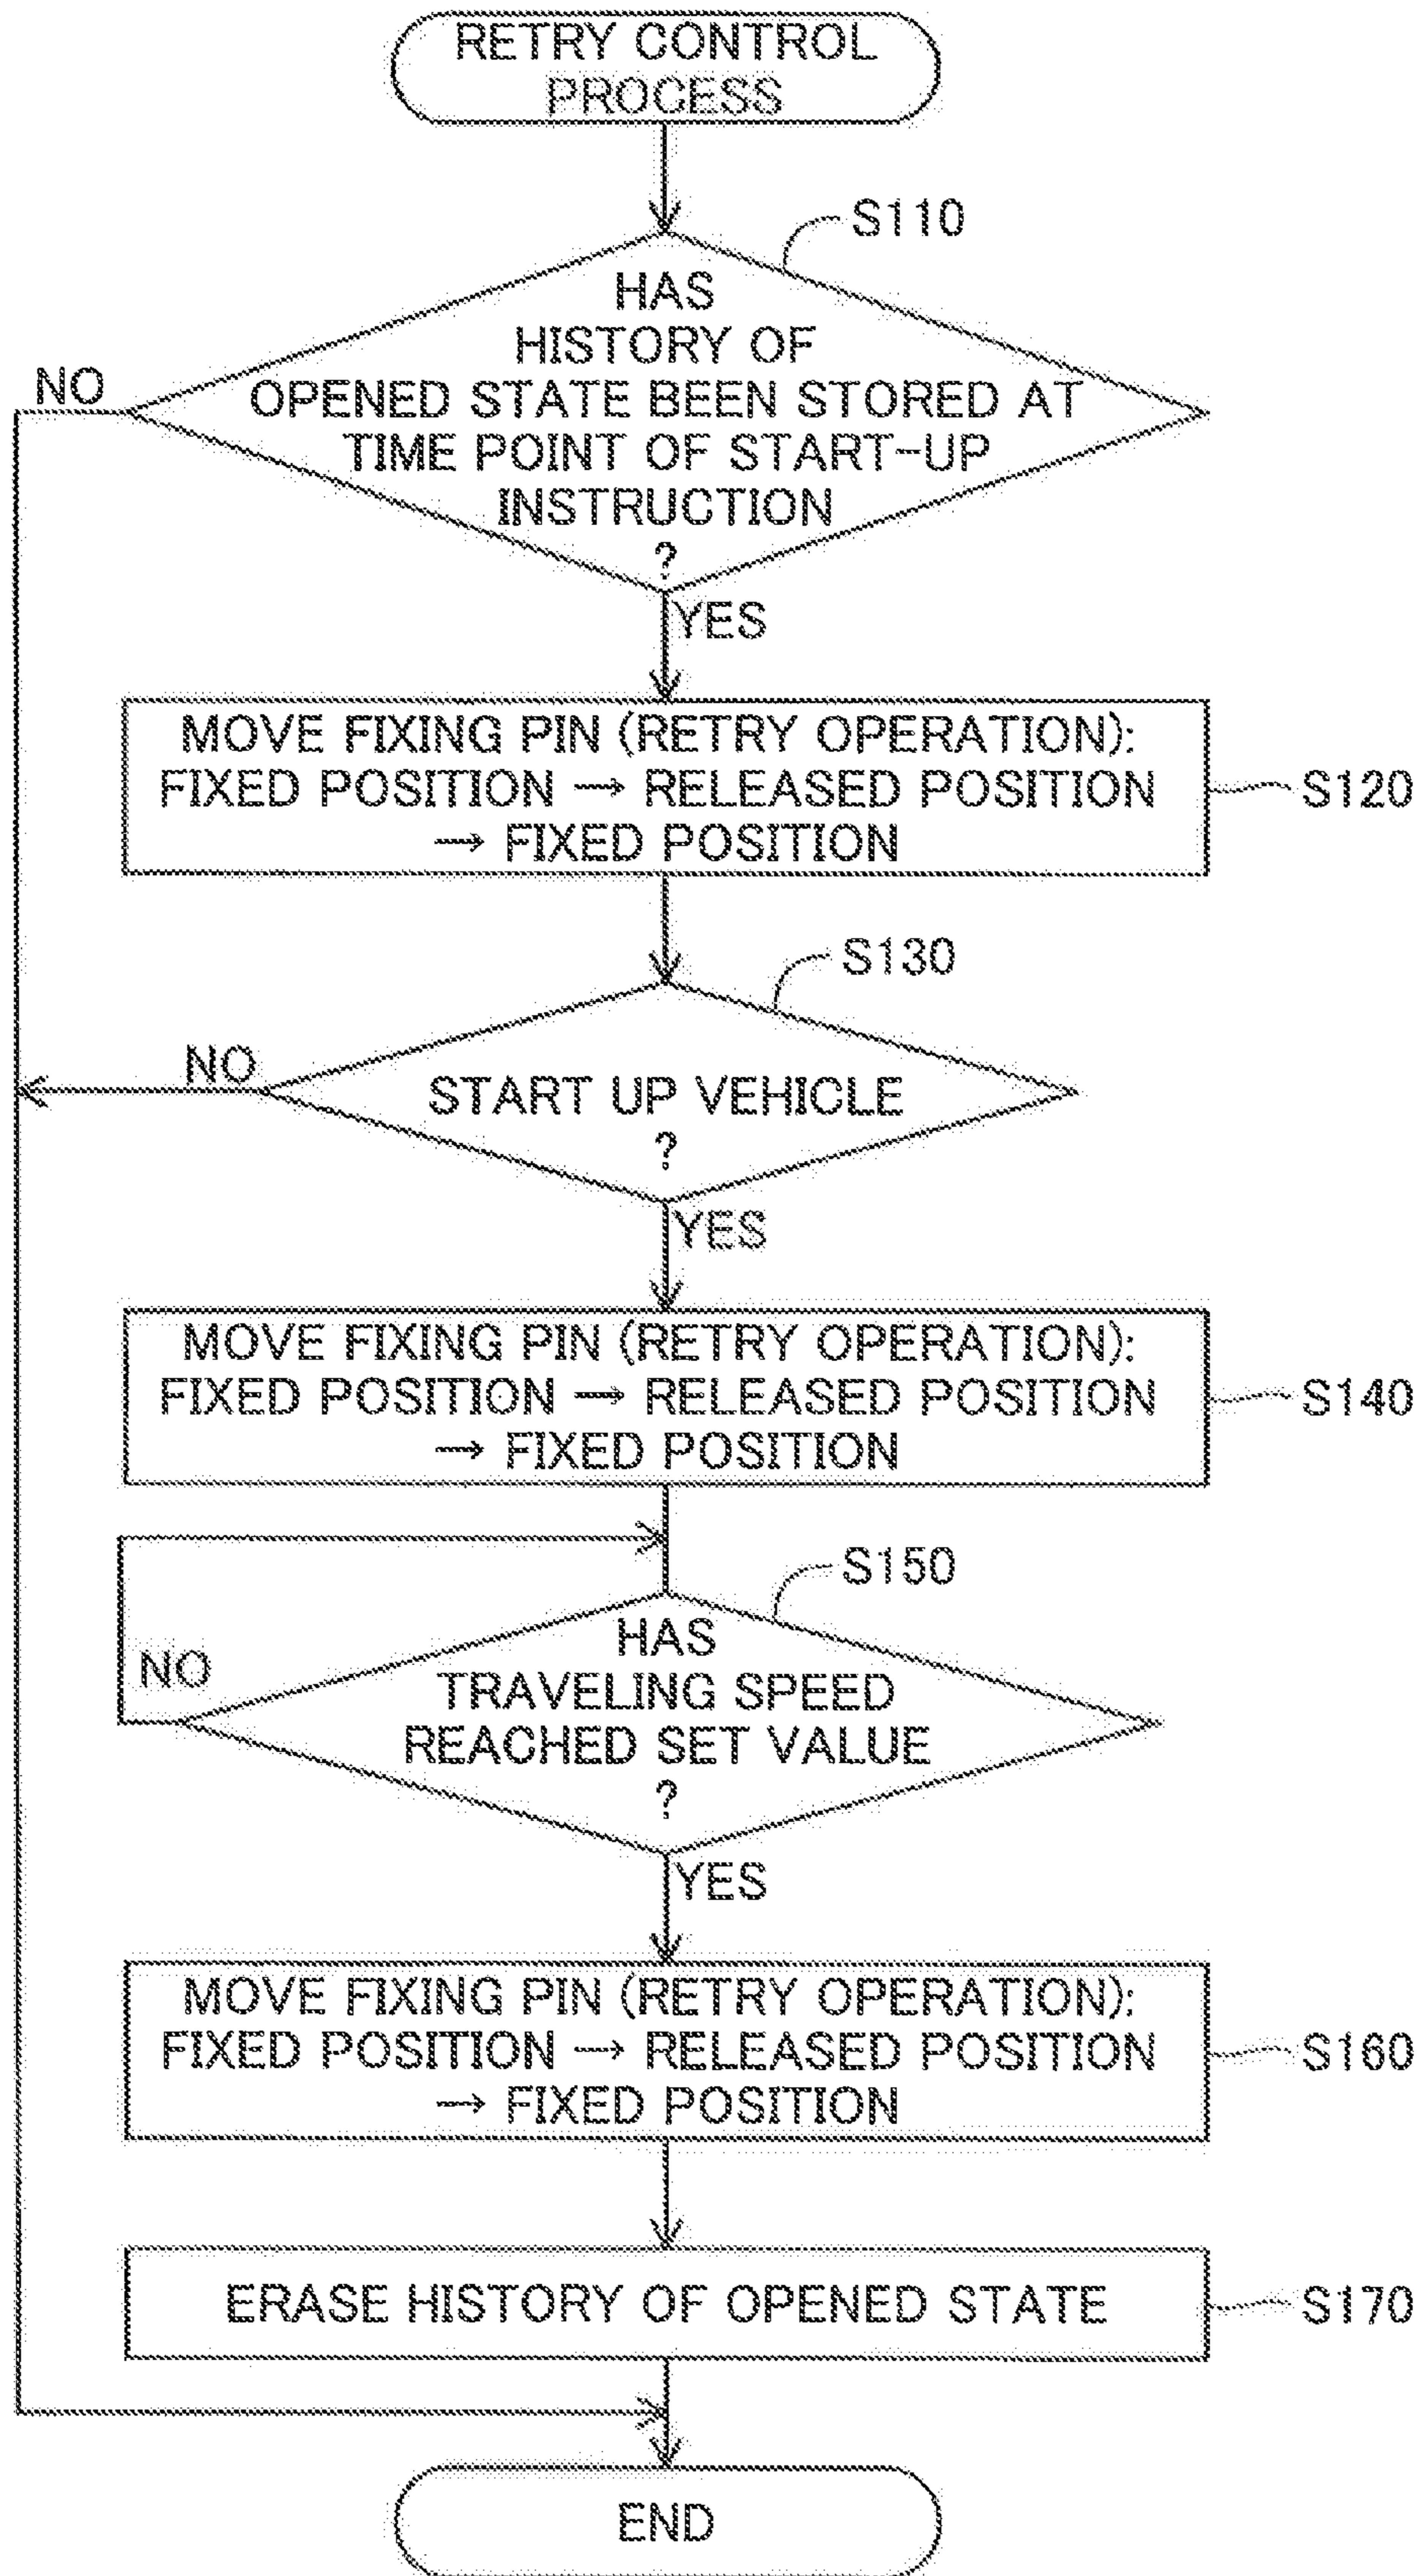 RETRY CONTROL
PROCESS
S110
HAS
HISTORY OF
OPENED STATE BEEN STORED AT
TIME POINT OF START-UP
INSTRUCTION
?
NO
YES
MOVE FIXING PIN (RETRY OPERATION):
FIXED POSITION → RELEASED POSITION
→ FIXED POSITION
S120
S130
NO
START UP VEHICLE
?
YES
MOVE FIXING PIN (RETRY OPERATION):
FIXED POSITION → RELEASED POSITION
→ FIXED POSITION
S140
S150
HAS
TRAVELING SPEED
REACHED SET VALUE
?
NO
YES
MOVE FIXING PIN (RETRY OPERATION):
FIXED POSITION → RELEASED POSITION
→ FIXED POSITION
S160
ERASE HISTORY OF OPENED STATE
S170
END